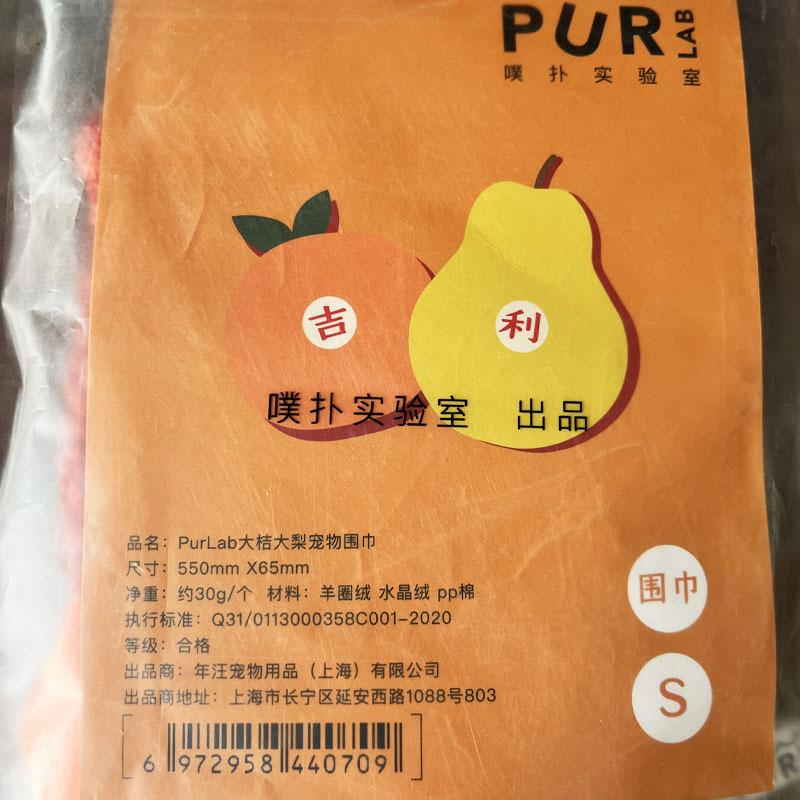 PUR LAB
噗扑实验室
吉 利
噗扑实验室 出品
品名：PurLab大桔大梨宠物围巾
尺寸：550mm X65mm
净重：约30g/个 材料：羊圈绒 水晶绒 pp棉
执行标准：Q31/0113000358C001-2020
等级：合格
出品商：年汪宠物用品（上海）有限公司
出品商地址：上海市长宁区延安西路1088号803
围巾
S
6 972958 440709